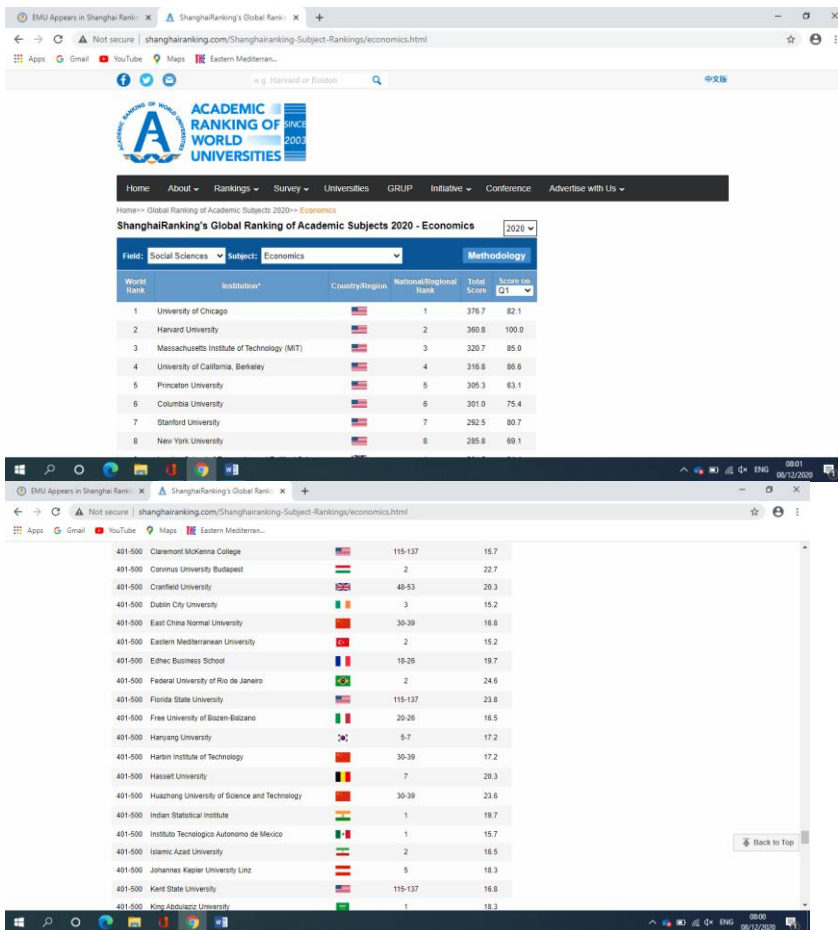 EMU Appears in Shanghai Rankin
ShanghaiRanking's Global Rankin
Not secure | shanghairanking.com/Shanghairanking-Subject-Rankings/economics.html
Apps Gmail YouTube Maps Eastern Mediterran...
e.g. Harvard or Boston
中文版
ACADEMIC RANKING OF WORLD UNIVERSITIES
ACADEMIC
RANKING OF SINCE
WORLD 2003
UNIVERSITIES
Home About Rankings Survey Universities GRUP Initiative Conference Advertise with Us
Home>> Global Ranking of Academic Subjects 2020>> Economics
ShanghaiRanking's Global Ranking of Academic Subjects 2020 - Economics 2020
Field: Social Sciences Subject: Economics Methodology
World Rank Institution* Country/Region National/Regional Rank Total Score Score on Q1
1 University of Chicago 1 376.7 82.1
2 Harvard University 2 360.8 100.0
3 Massachusetts Institute of Technology (MIT) 3 320.7 85.0
4 University of California, Berkeley 4 316.8 86.6
5 Princeton University 5 305.3 63.1
6 Columbia University 6 301.0 75.4
7 Stanford University 7 292.5 80.7
8 New York University 8 285.8 69.1
ENG 08:01
08/12/2020
EMU Appears in Shanghai Rankin
ShanghaiRanking's Global Rankin
Not secure | shanghairanking.com/Shanghairanking-Subject-Rankings/economics.html
Apps Gmail YouTube Maps Eastern Mediterran...
401-500 Claremont McKenna College 115-137 15.7
401-500 Corvinus University Budapest 2 22.7
401-500 Cranfield University 48-53 20.3
401-500 Dublin City University 3 15.2
401-500 East China Normal University 30-39 16.8
401-500 Eastern Mediterranean University 2 15.2
401-500 Edhec Business School 18-26 19.7
401-500 Federal University of Rio de Janeiro 2 24.6
401-500 Florida State University 115-137 23.8
401-500 Free University of Bozen-Bolzano 20-26 16.5
401-500 Hanyang University 5-7 17.2
401-500 Harbin Institute of Technology 30-39 17.2
401-500 Hasselt University 7 20.3
401-500 Huazhong University of Science and Technology 30-39 23.6
401-500 Indian Statistical Institute 1 19.7
401-500 Instituto Tecnologico Autonomo de Mexico 1 15.7
401-500 Islamic Azad University 2 16.5
401-500 Johannes Kepler University Linz 5 18.3
401-500 Kent State University 115-137 16.8
401-500 King Abdulaziz University 1 18.3
Back to Top
ENG 08:00
08/12/2020